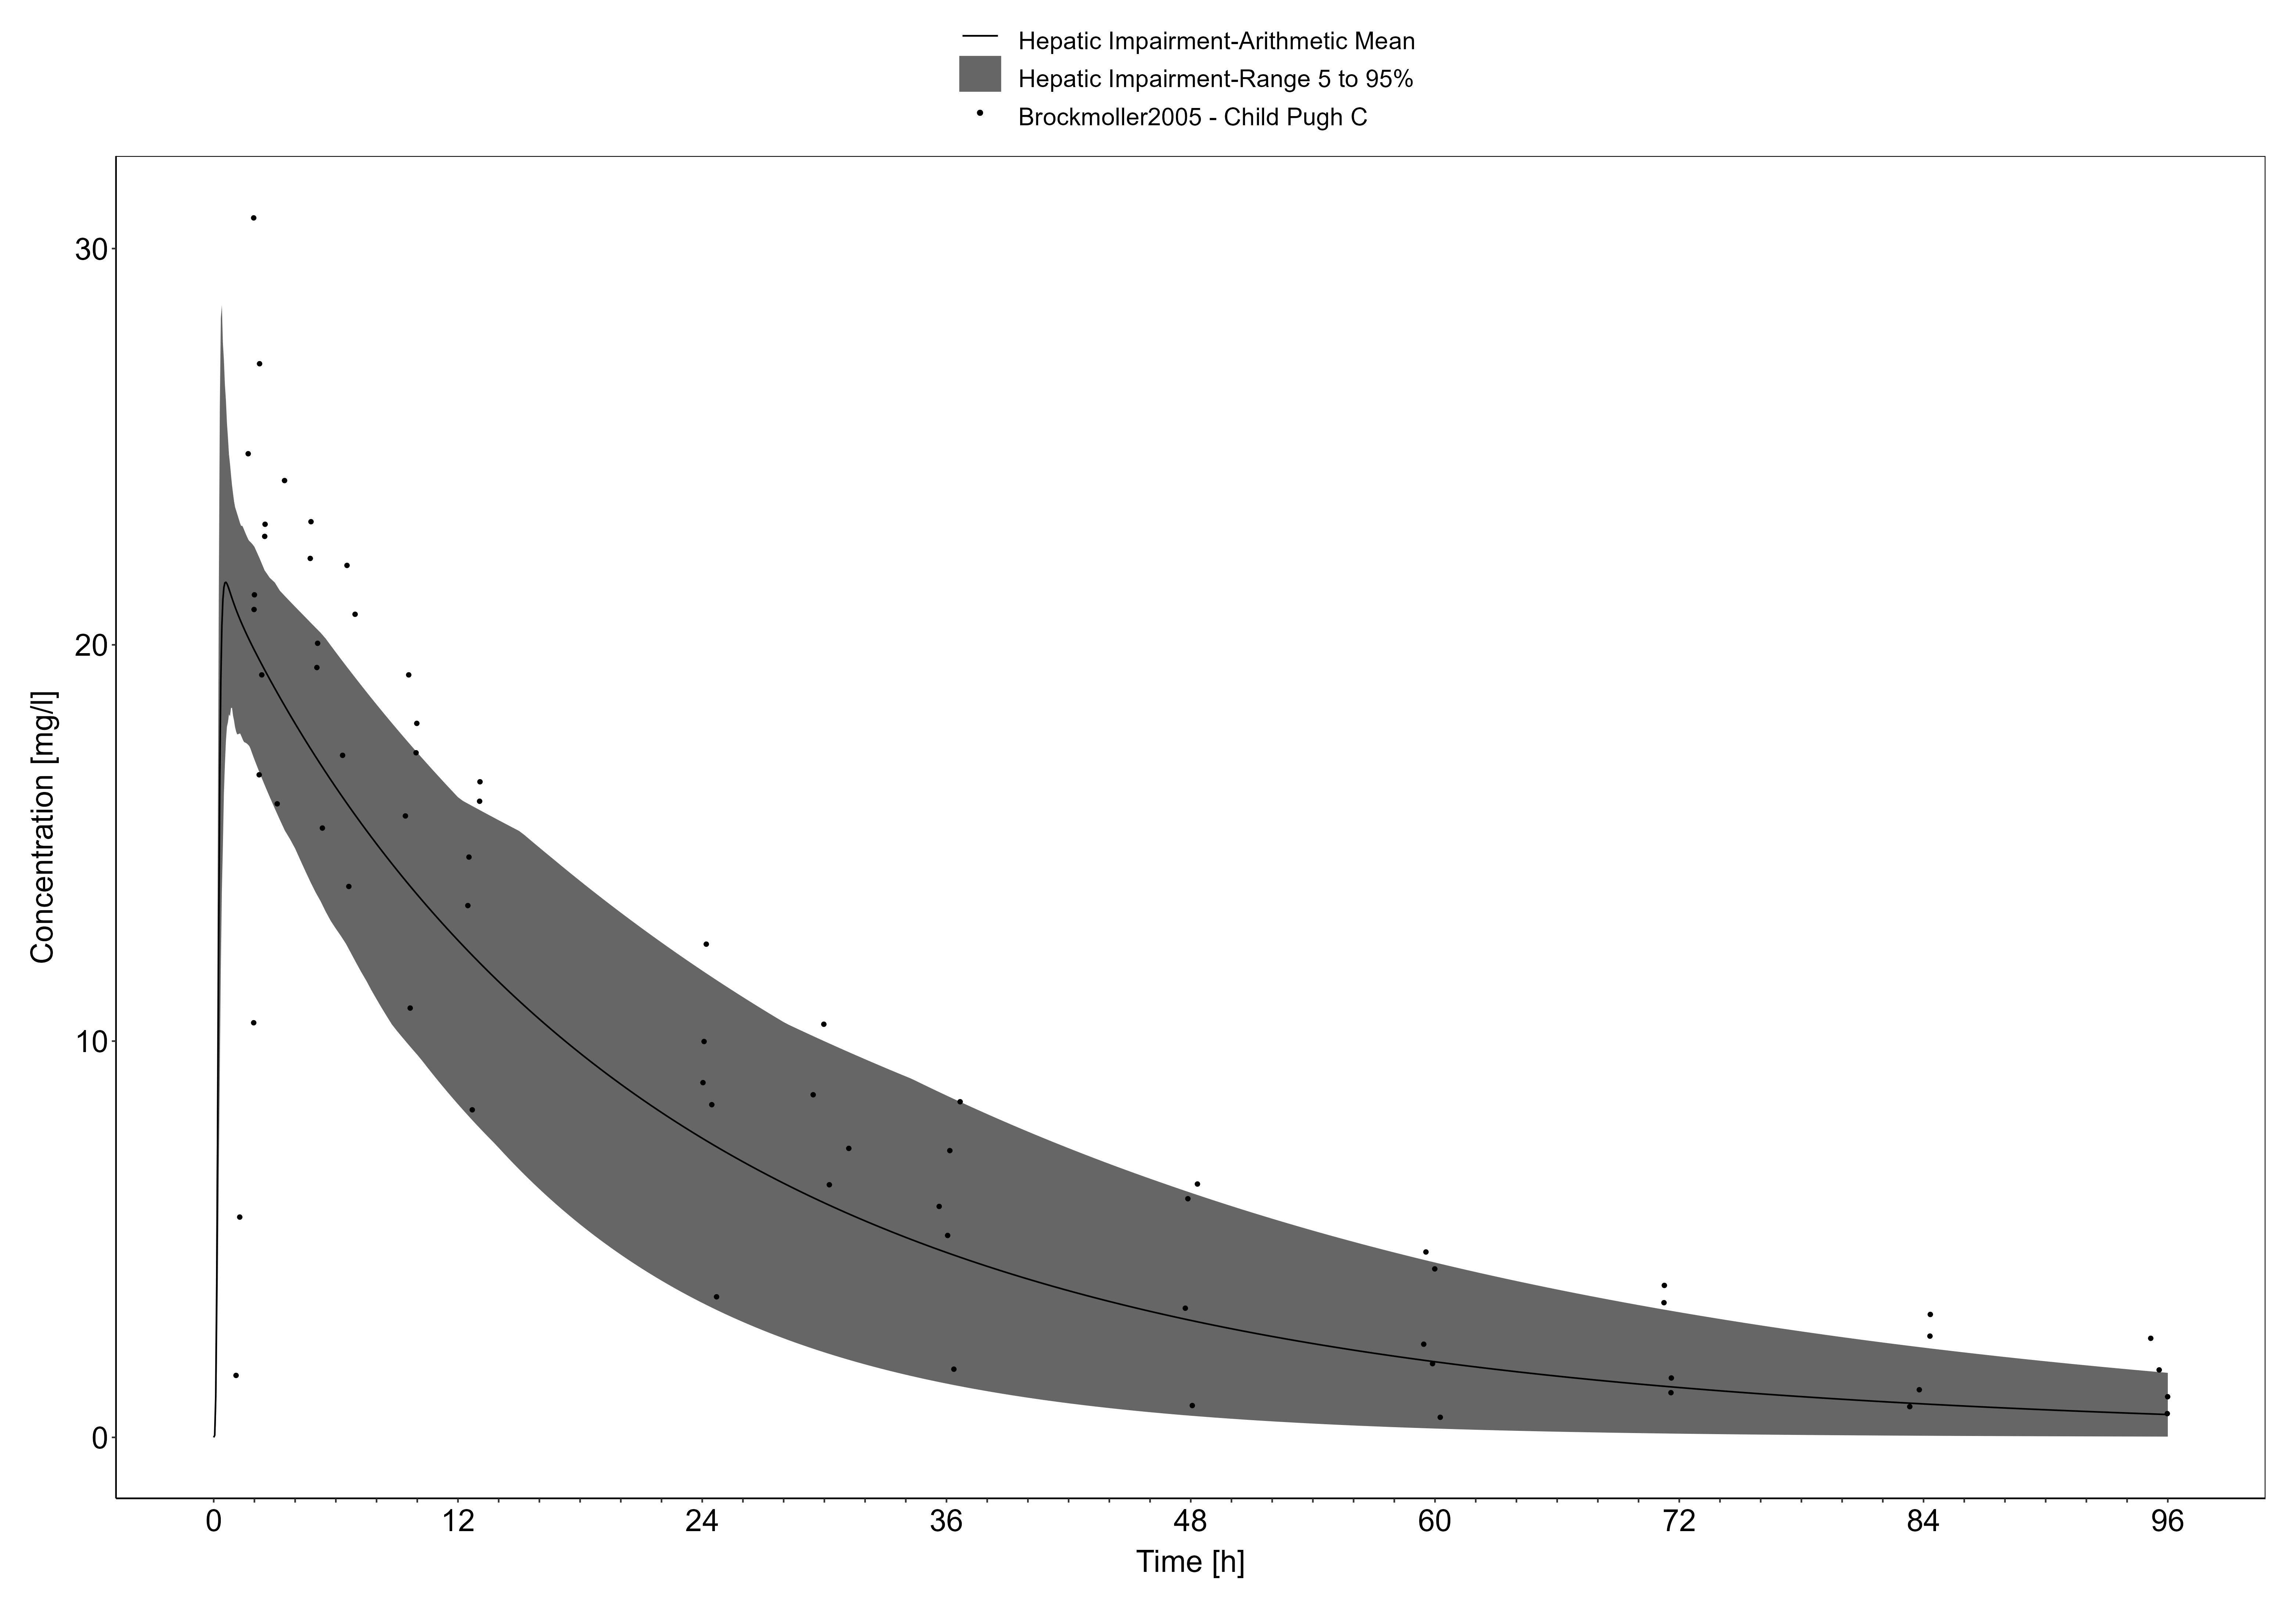 Hepatic Impairment-Arithmetic Mean
Hepatic Impairment-Range 5 to 95%
Brockmoller2005 - Child Pugh C
Concentration [mg/l]
30
20
10
0
0 12 24 36 48 60 72 84 96
Time [h]